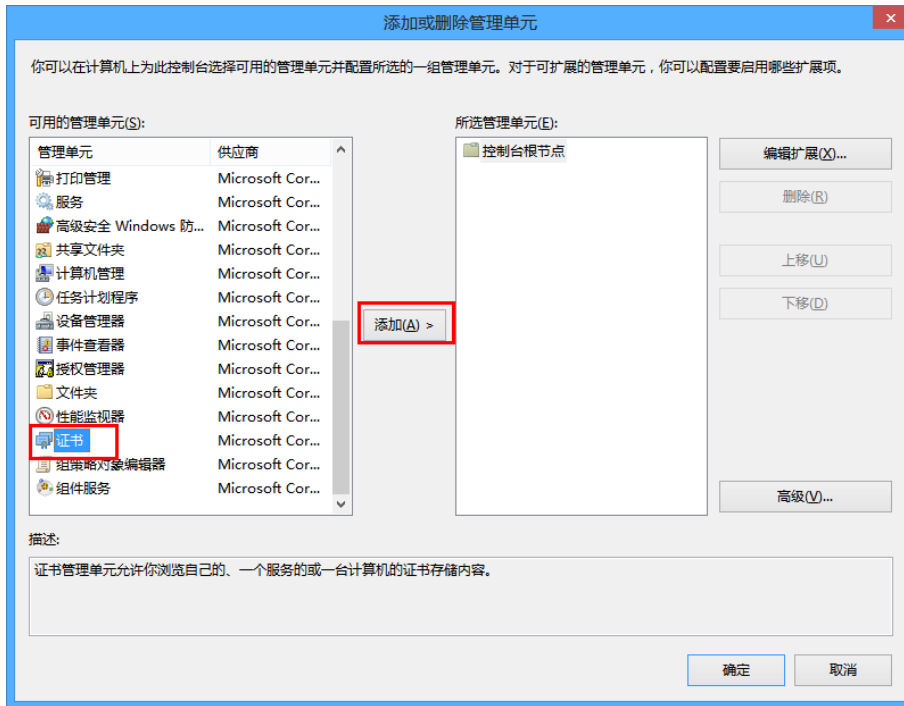 添加或删除管理单元
你可以在计算机上为此控制台选择可用的管理单元并配置所选的一组管理单元。对于可扩展的管理单元，你可以配置要启用哪些扩展项。
可用的管理单元(S):
所选管理单元(E):
管理单元 供应商
打印管理 Microsoft Cor...
服务 Microsoft Cor...
高级安全 Windows 防... Microsoft Cor...
共享文件夹 Microsoft Cor...
计算机管理 Microsoft Cor...
任务计划程序 Microsoft Cor...
设备管理器 Microsoft Cor...
事件查看器 Microsoft Cor...
授权管理器 Microsoft Cor...
文件夹 Microsoft Cor...
性能监视器 Microsoft Cor...
证书 Microsoft Cor...
组策略对象编辑器 Microsoft Cor...
组件服务 Microsoft Cor...
添加(A) >
控制台根节点
编辑扩展(X)...
删除(R)
上移(U)
下移(D)
高级(V)...
描述:
证书管理单元允许你浏览自己的、一个服务的或一台计算机的证书存储内容。
确定
取消